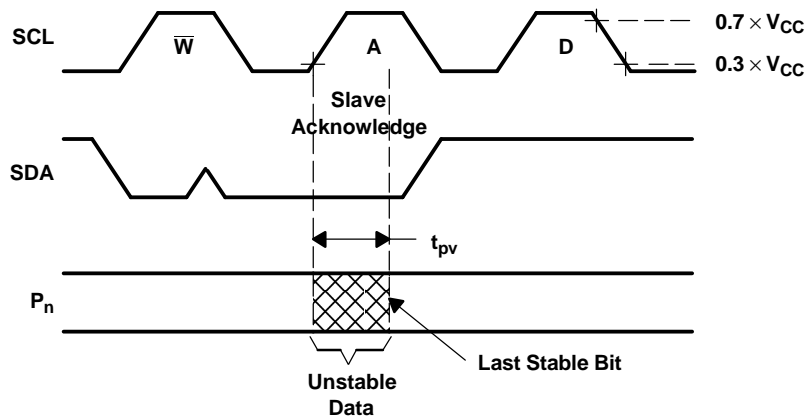 SCL
W̅
A
D
0.7 × VCC
0.3 × VCC
Slave
Acknowledge
SDA
tpv
Pn
Last Stable Bit
Unstable
Data